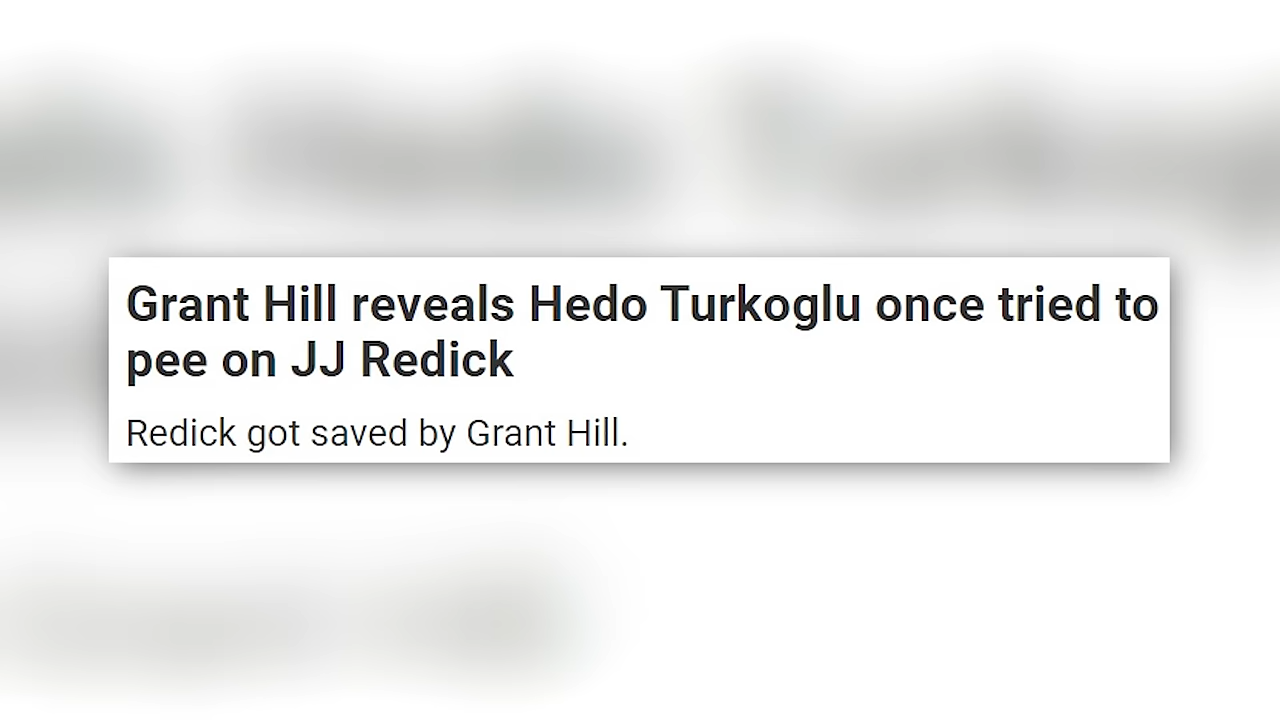 Grant Hill reveals Hedo Turkoglu once tried to
pee on JJ Redick
Redick got saved by Grant Hill.